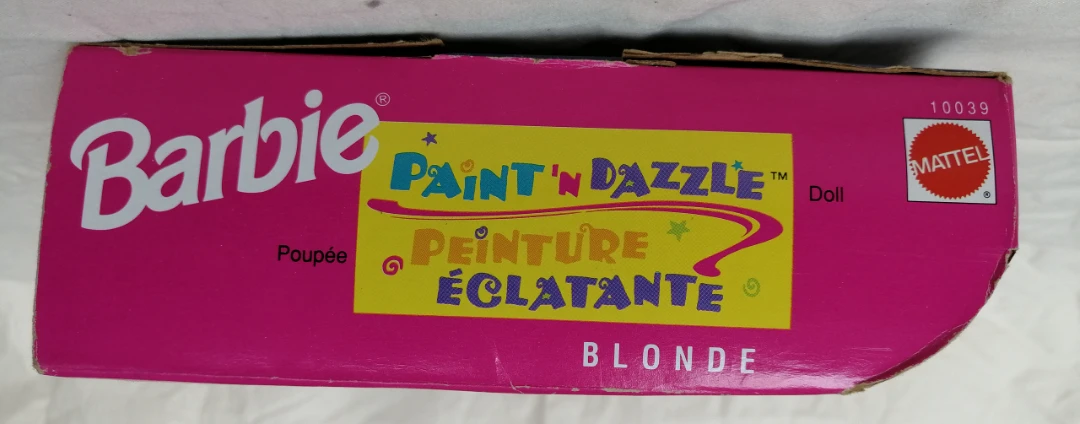 Barbie®
10039
MATTEL®
PAINT 'N DAZZLE™ Doll
Poupée PEINTURE
ÉCLATANTE
BLONDE